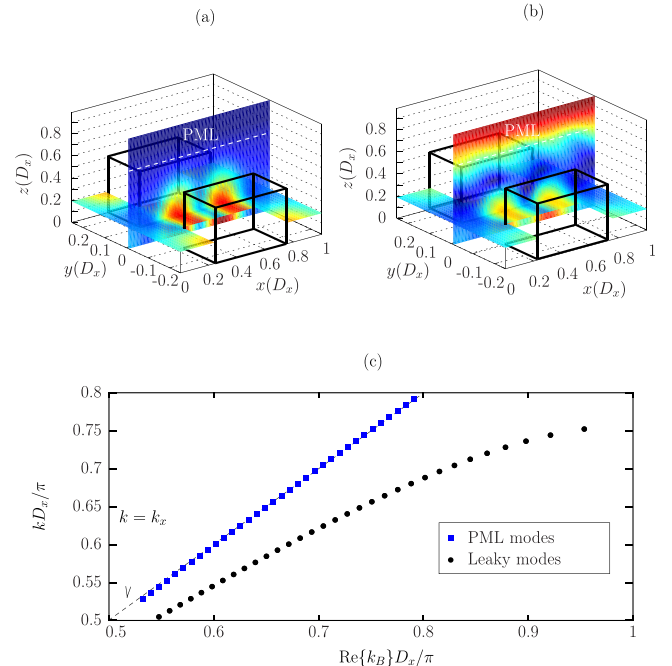 (a)
PML
z(D_x)
0.8
0.6
0.4
0.2
0
0.2
0.1
0
-0.1
-0.2
y(D_x)
0
0.2
0.4
0.6
0.8
1
x(D_x)
(b)
PML
z(D_x)
0.8
0.6
0.4
0.2
0
0.2
0.1
0
-0.1
-0.2
y(D_x)
0
0.2
0.4
0.6
0.8
1
x(D_x)
(c)
0.8
0.75
0.7
0.65
0.6
0.55
0.5
kD_x/π
k = k_x
PML modes
Leaky modes
0.5
0.6
0.7
0.8
0.9
1
Re{k_B}D_x/π